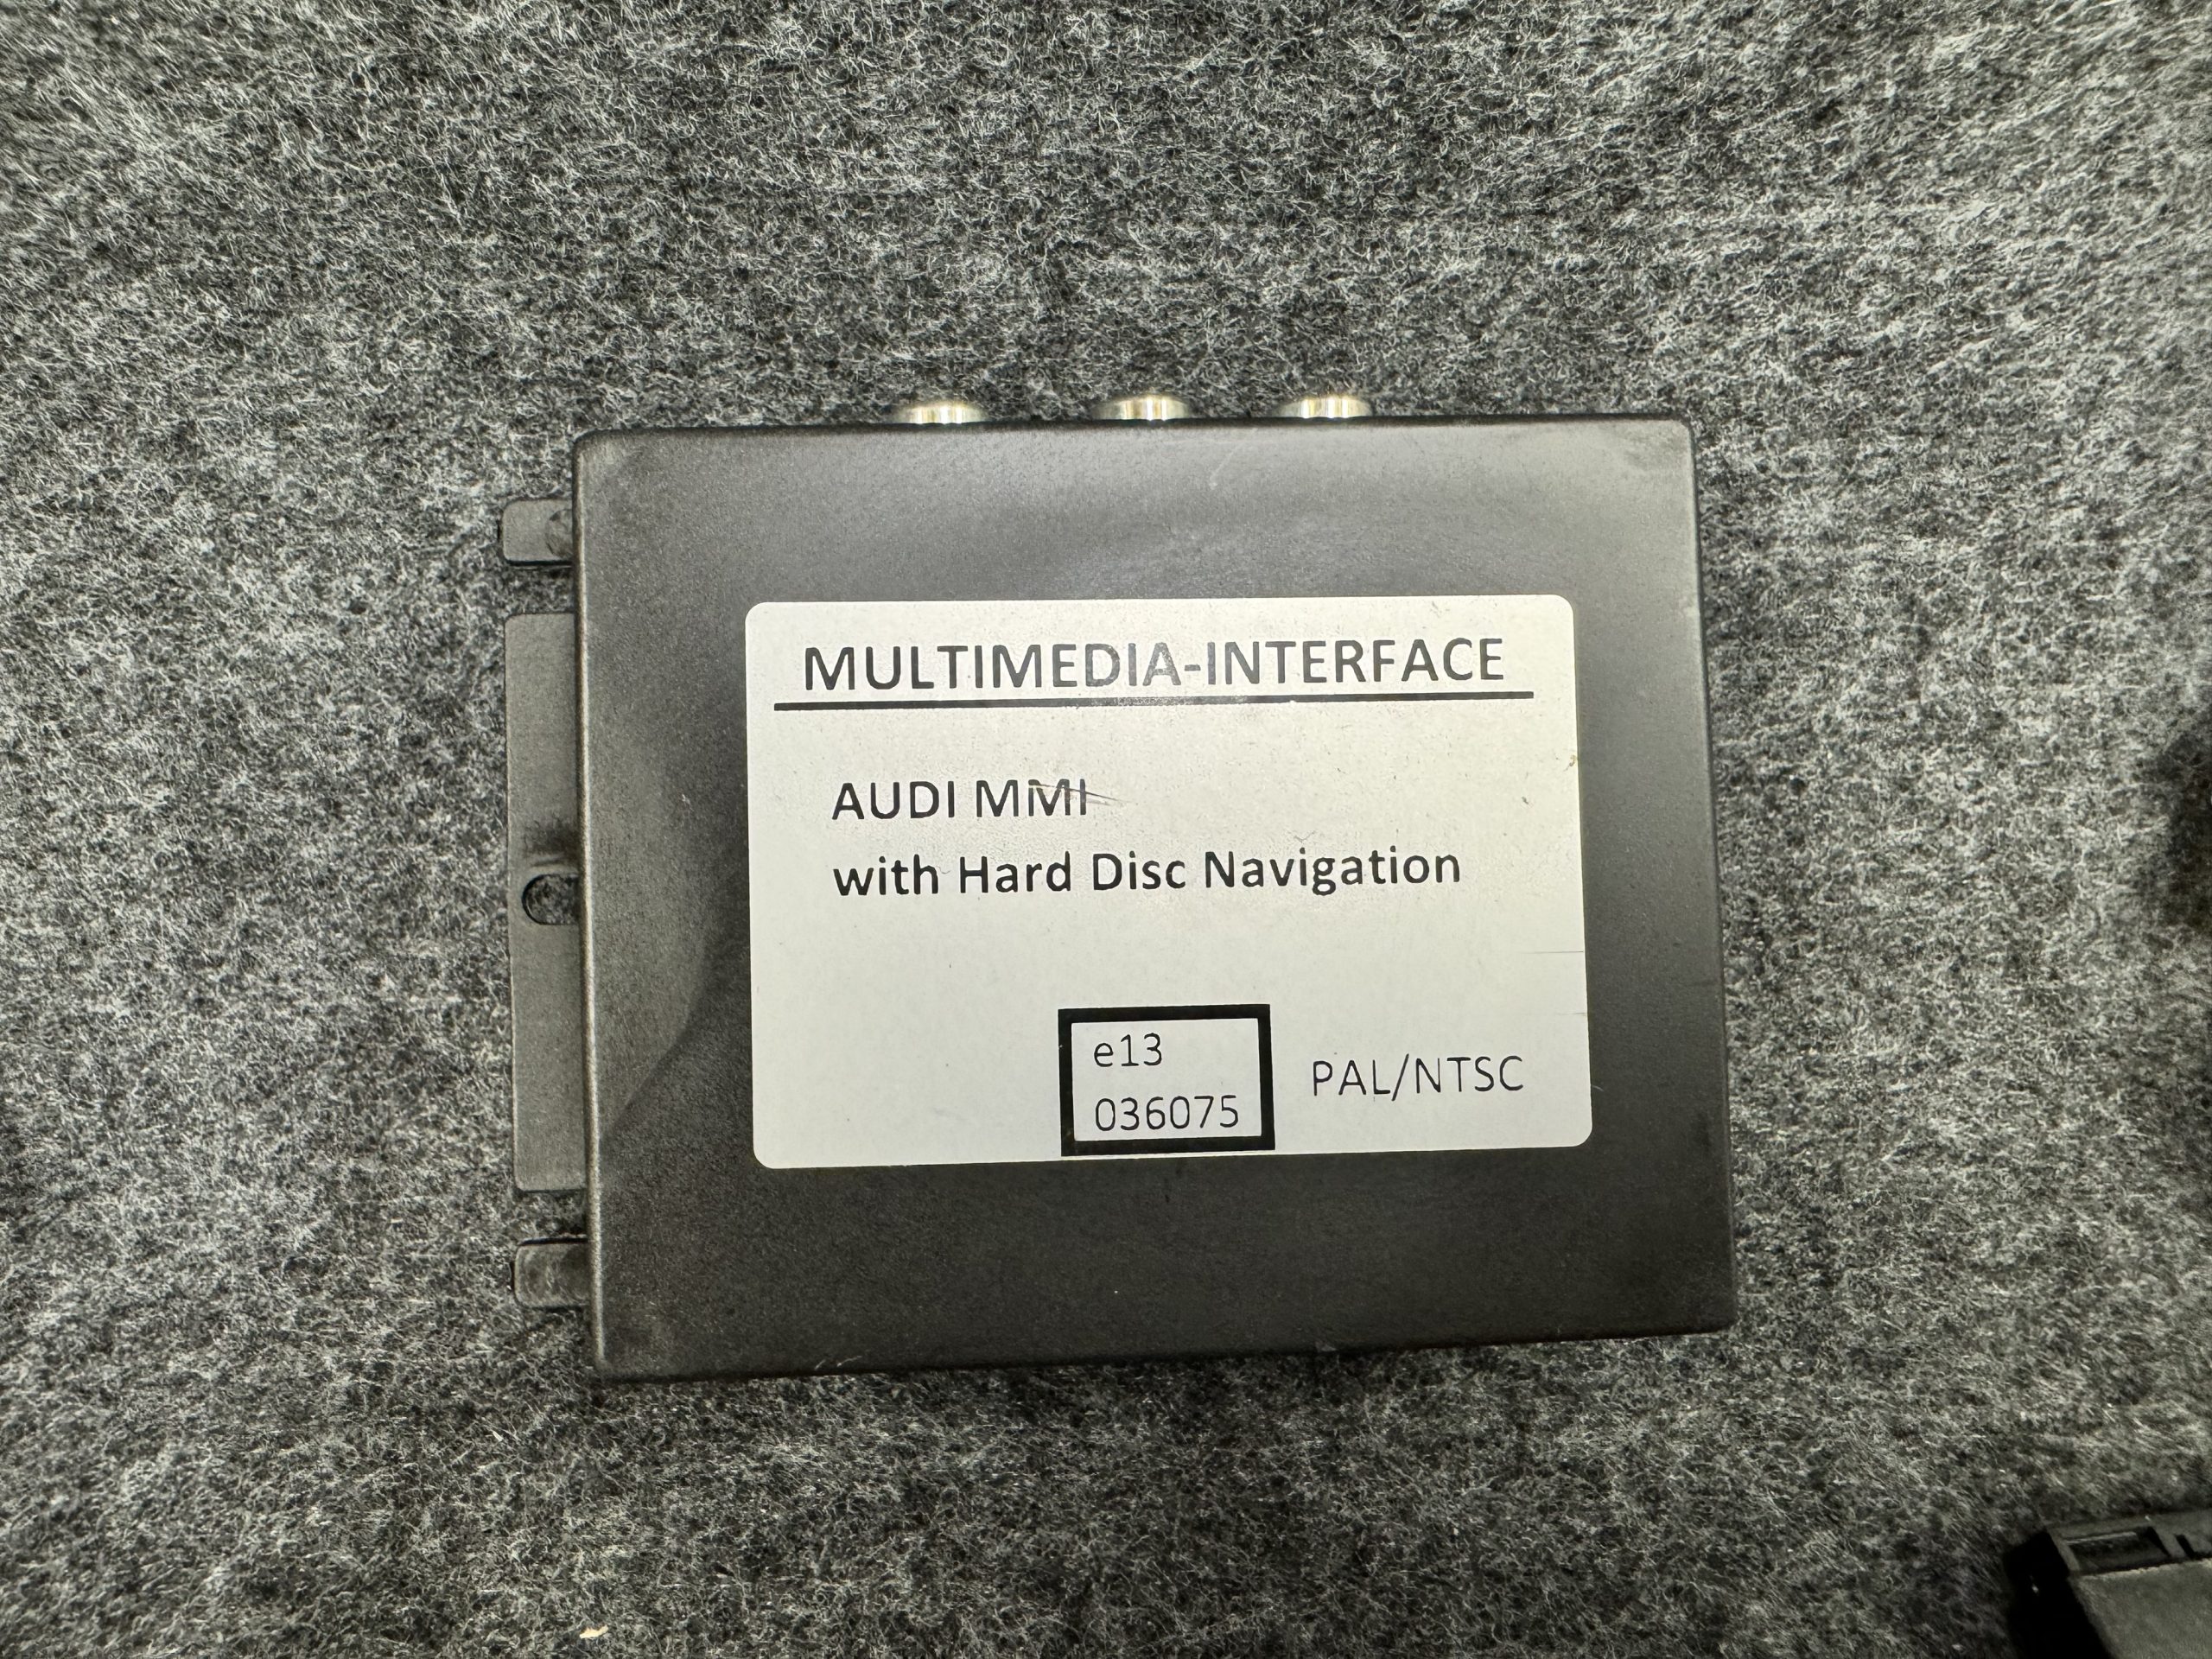 MULTIMEDIA-INTERFACE
AUDI MMI
with Hard Disc Navigation
e13
036075
PAL/NTSC